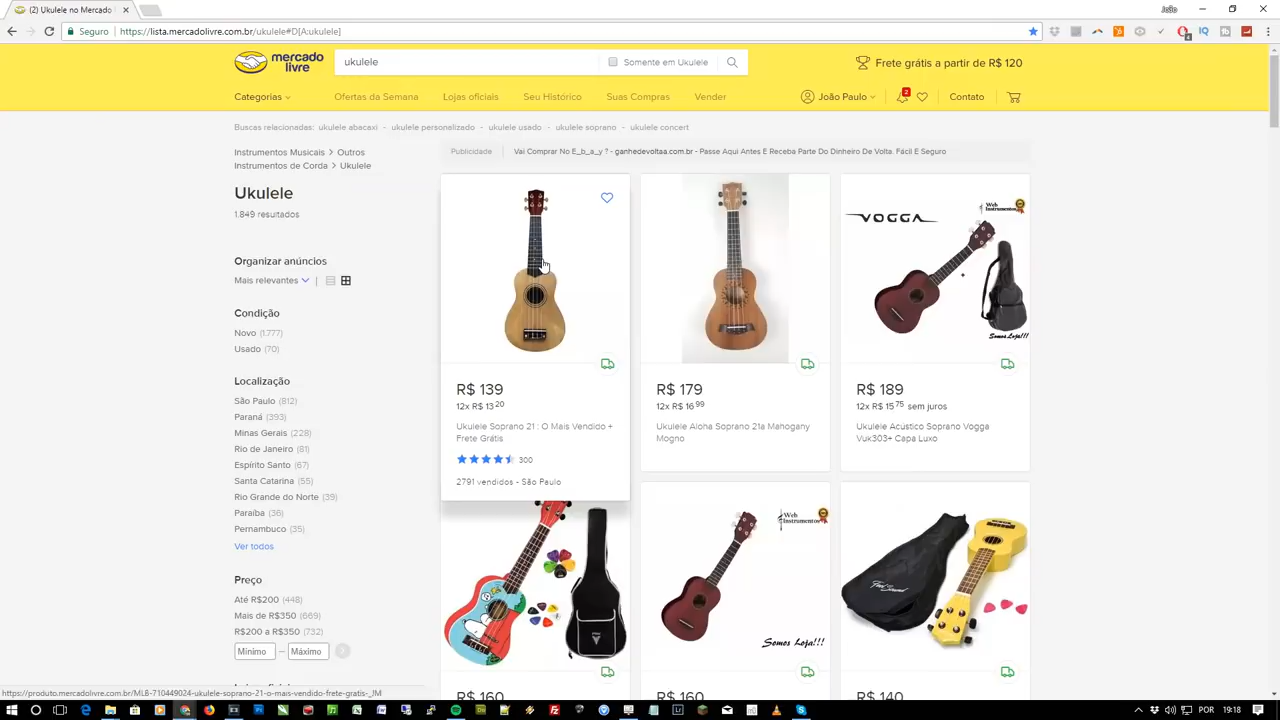 (2) Ukulele no Mercado
João
Seguro
https://lista.mercadolivre.com.br/ukulele#D[A:ukulele]
mercado
livre
ukulele
Somente em Ukulele
Frete grátis a partir de R$ 120
Categorias
Ofertas da Semana
Lojas oficiais
Seu Histórico
Suas Compras
Vender
João Paulo
2
Contato
Buscas relacionadas: ukulele abacaxi - ukulele personalizado - ukulele usado - ukulele soprano - ukulele concert
Instrumentos Musicais > Outros
Instrumentos de Corda > Ukulele
Publicidade
Vai Comprar No E_b_a_y ? - ganhedevoltaa.com.br - Passe Aqui Antes E Receba Parte Do Dinheiro De Volta. Fácil E Seguro
Ukulele
1.849 resultados
Organizar anúncios
Mais relevantes
Condição
Novo (1.777)
Usado (70)
Localização
São Paulo (812)
Paraná (393)
Minas Gerais (228)
Rio de Janeiro (81)
Espírito Santo (67)
Santa Catarina (55)
Rio Grande do Norte (39)
Paraíba (36)
Pernambuco (35)
Ver todos
Preço
Até R$200 (448)
Mais de R$350 (669)
R$200 a R$350 (732)
Mínimo
Máximo
R$ 139
12x R$ 13 20
Ukulele Soprano 21 : O Mais Vendido +
Frete Grátis
300
2791 vendidos - São Paulo
R$ 179
12x R$ 16 99
Ukulele Aloha Soprano 21a Mahogany
Mogno
VOGGA
Web
Instrumentos
Somos Loja!!!
R$ 189
12x R$ 15 75 sem juros
Ukulele Acústico Soprano Vogga
Vuk303+ Capa Luxo
R$ 160
Web
Instrumentos
Somos Loja!!!
R$ 160
R$ 140
https://produto.mercadolivre.com.br/MLB-710449024-ukulele-soprano-21-o-mais-vendido-frete-gratis-_JM
POR
19:18